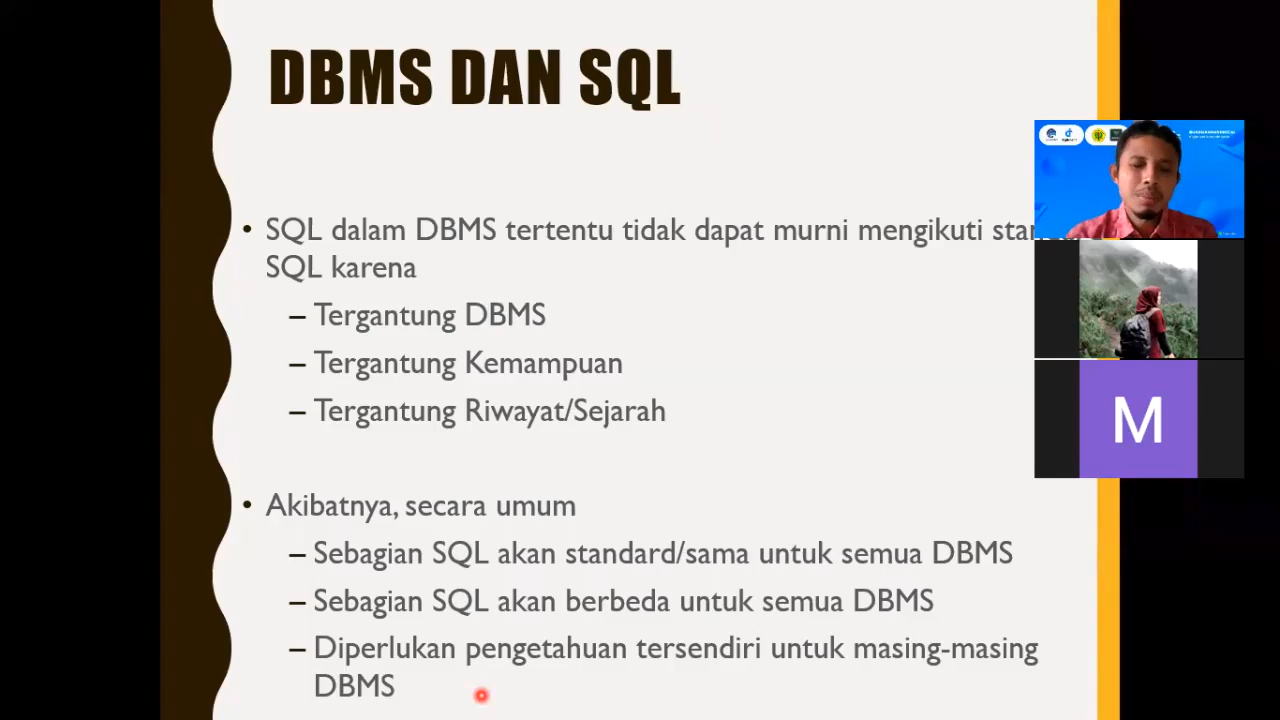 DBMS DAN SQL
• SQL dalam DBMS tertentu tidak dapat murni mengikuti
SQL karena
– Tergantung DBMS
– Tergantung Kemampuan
– Tergantung Riwayat/Sejarah
• Akibatnya, secara umum
– Sebagian SQL akan standard/sama untuk semua DBMS
– Sebagian SQL akan berbeda untuk semua DBMS
– Diperlukan pengetahuan tersendiri untuk masing-masing
DBMS
M